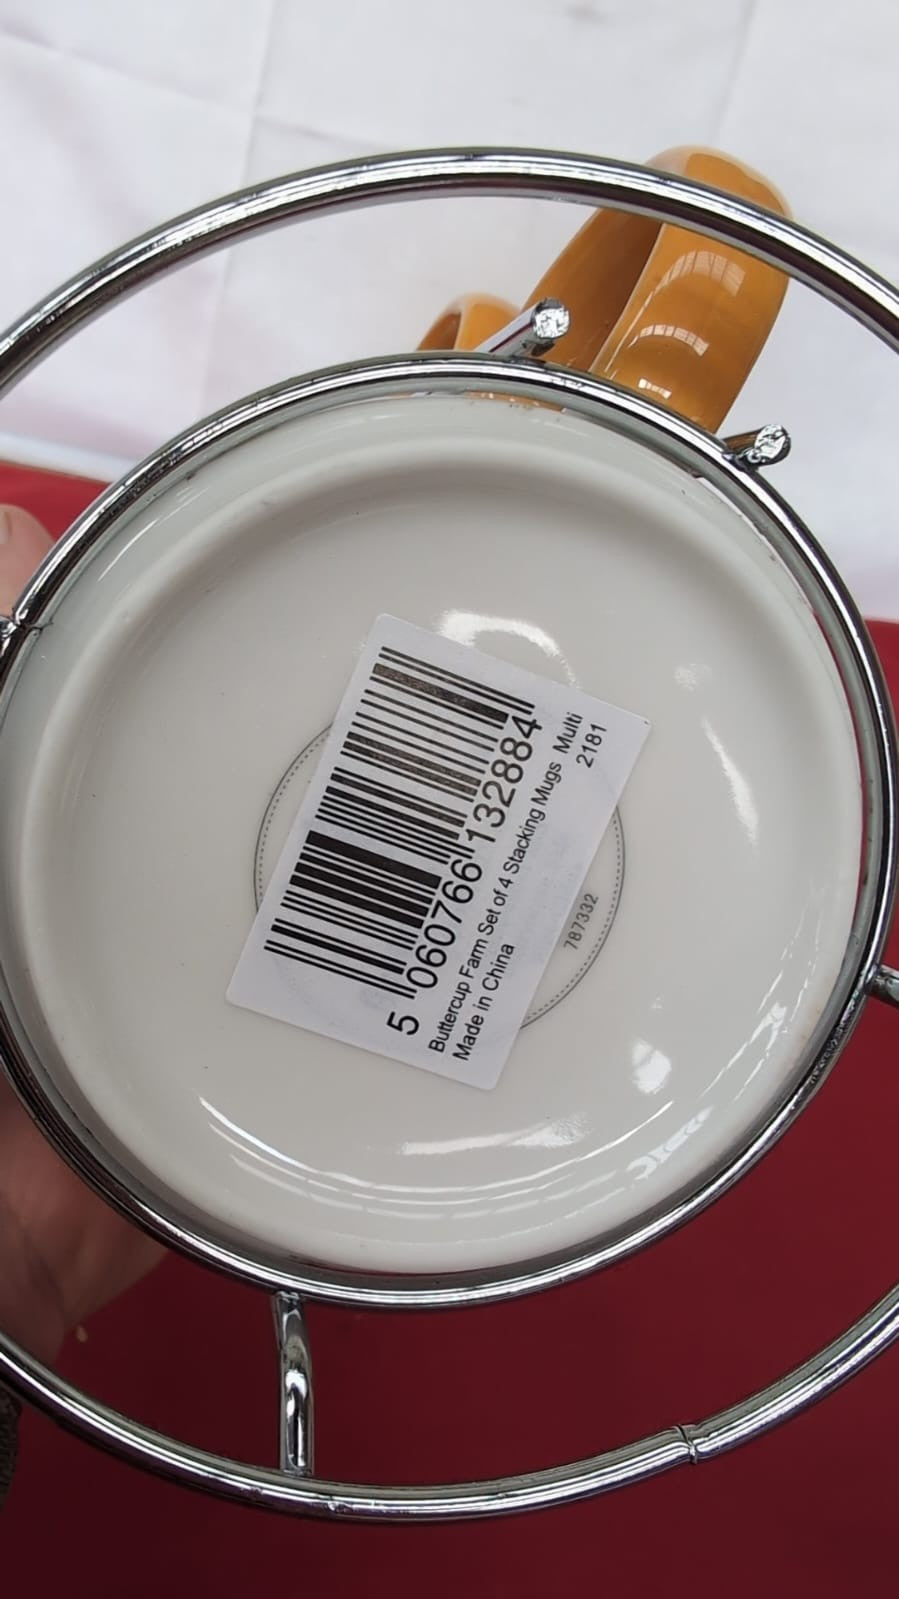 5 060766 132884
Buttercup Farm Set of 4 Stacking Mugs Multi
Made in China
2181
787332